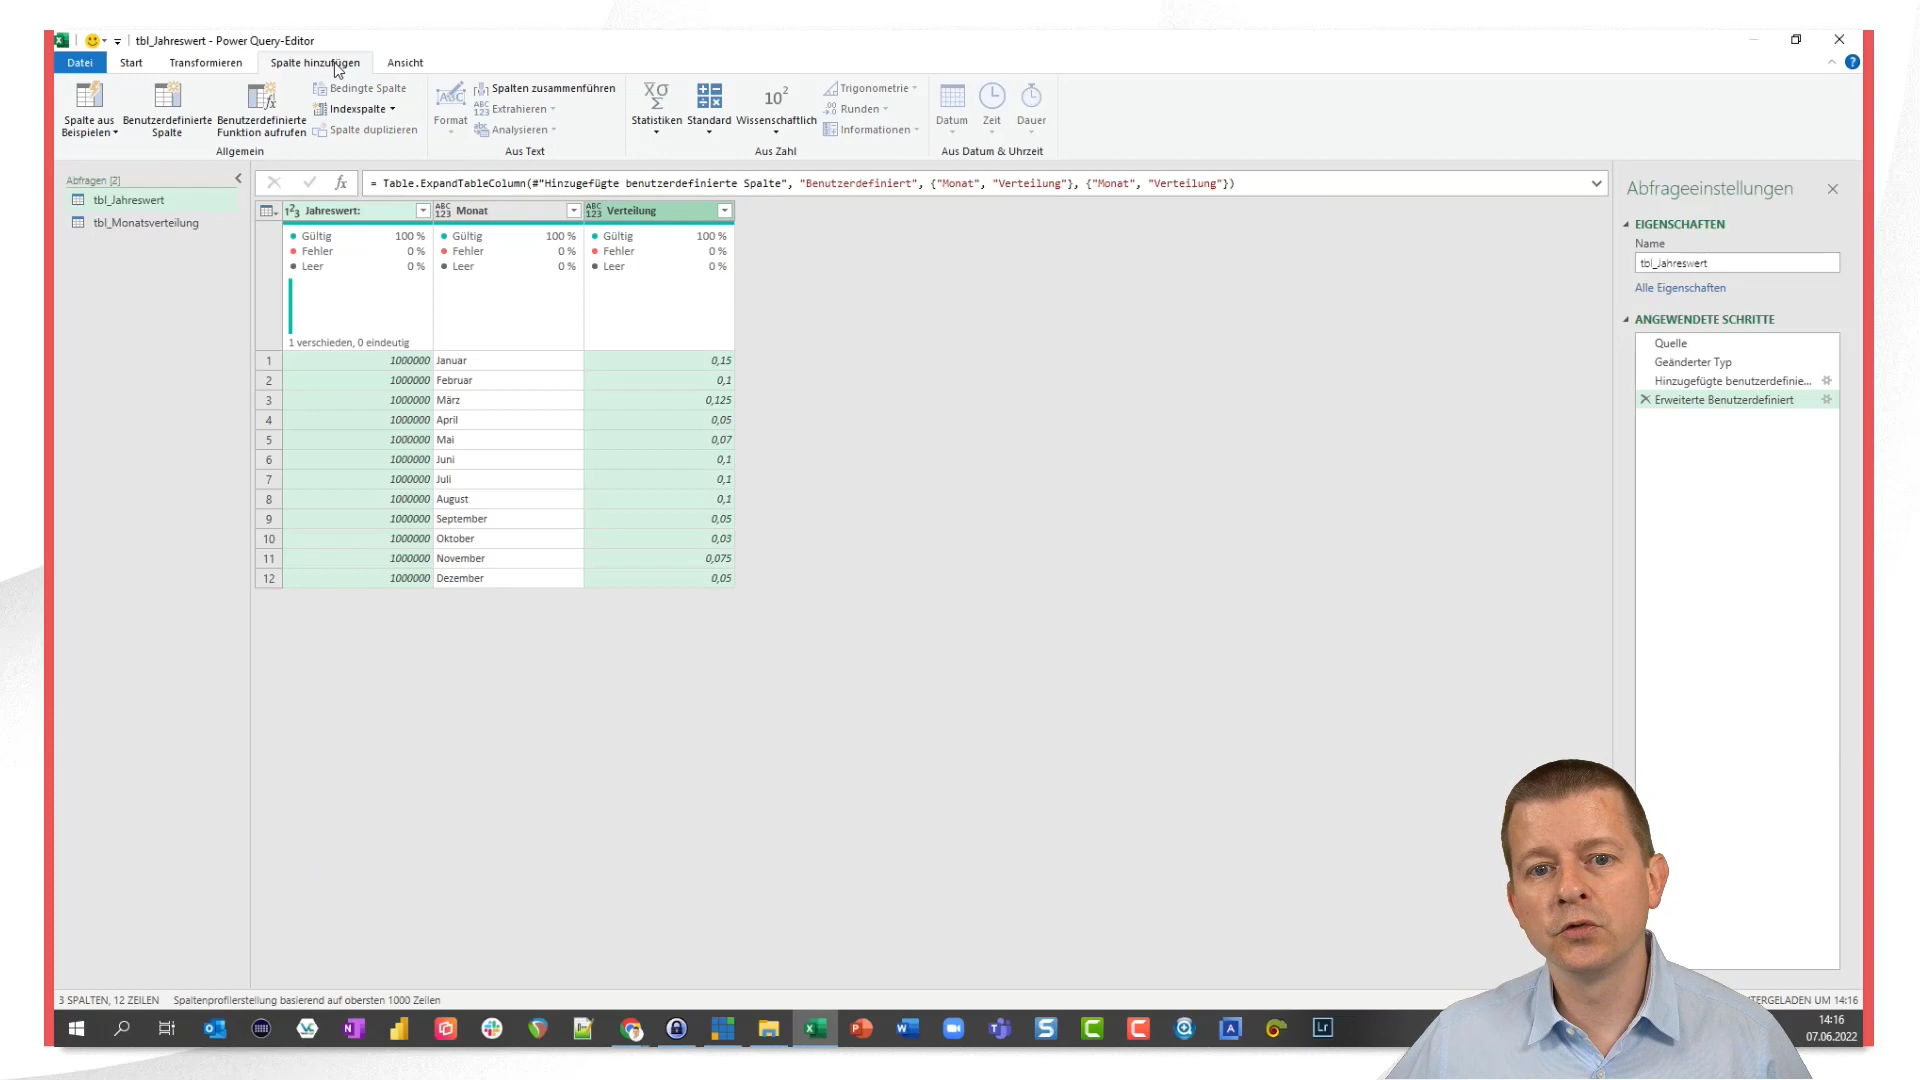 tbl_Jahreswert - Power Query-Editor
Datei Start Transformieren Spalte hinzufügen Ansicht
Spalte aus Beispielen
Benutzerdefinierte Spalte
Benutzerdefinierte Funktion aufrufen
Bedingte Spalte
Indexspalte
Spalte duplizieren
Allgemein
Format
Spalten zusammenführen
Extrahieren
Analysieren
Aus Text
Statistiken
Standard
Wissenschaftlich
Trigonometrie
Runden
Informationen
Aus Zahl
Datum
Zeit
Dauer
Aus Datum & Uhrzeit
Abfragen [2]
tbl_Jahreswert
tbl_Monatsverteilung
= Table.ExpandTableColumn(#"Hinzugefügte benutzerdefinierte Spalte", "Benutzerdefiniert", {"Monat", "Verteilung"}, {"Monat", "Verteilung"})
Jahreswert: Monat Verteilung
Gültig 100 % Gültig 100 % Gültig 100 %
Fehler 0 % Fehler 0 % Fehler 0 %
Leer 0 % Leer 0 % Leer 0 %
1 verschieden, 0 eindeutig
1 1000000 Januar 0,15
2 1000000 Februar 0,1
3 1000000 März 0,125
4 1000000 April 0,05
5 1000000 Mai 0,07
6 1000000 Juni 0,1
7 1000000 Juli 0,1
8 1000000 August 0,1
9 1000000 September 0,05
10 1000000 Oktober 0,03
11 1000000 November 0,075
12 1000000 Dezember 0,05
Abfrageeinstellungen
EIGENSCHAFTEN
Name
tbl_Jahreswert
Alle Eigenschaften
ANGEWENDETE SCHRITTE
Quelle
Geänderter Typ
Hinzugefügte benutzerdefinie...
Erweiterte Benutzerdefiniert
3 SPALTEN, 12 ZEILEN Spaltenprofilerstellung basierend auf obersten 1000 Zeilen
TERGELADEN UM 14:16
14:16
07.06.2022